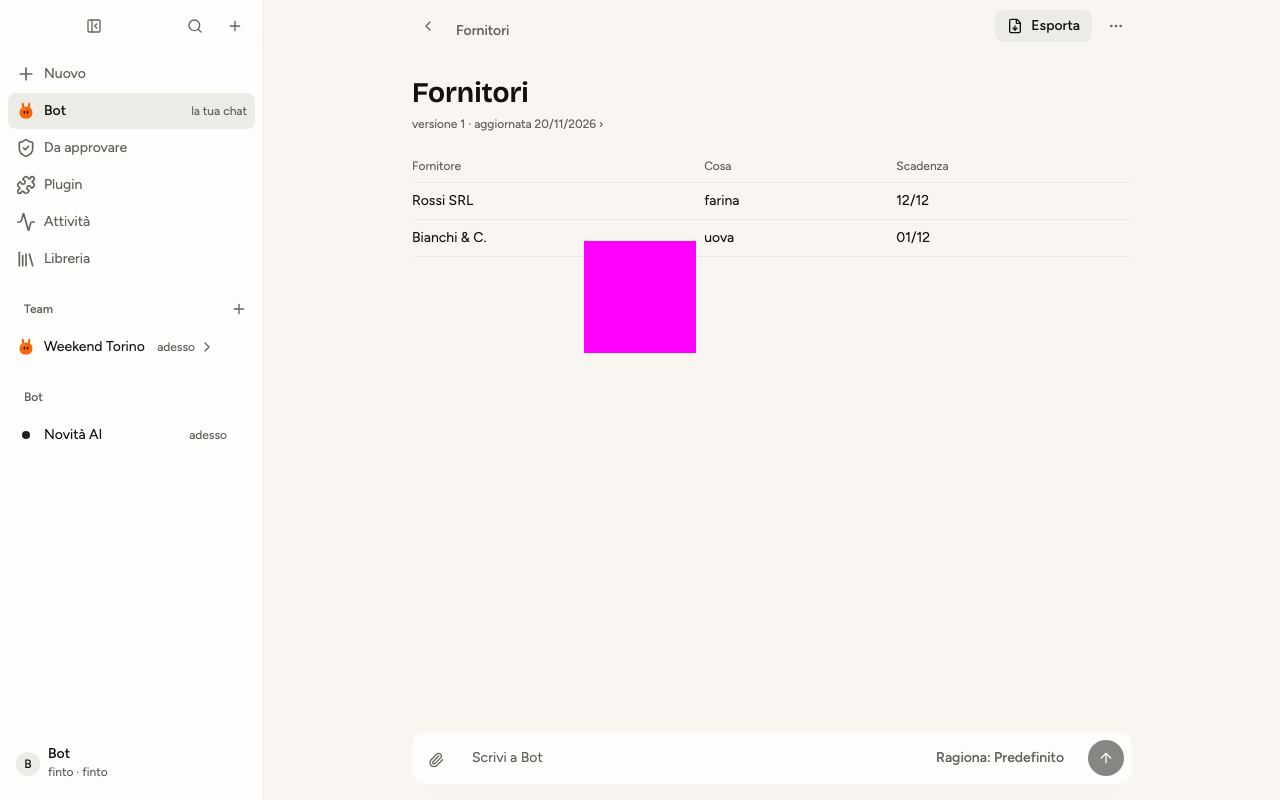 Nuovo
Bot la tua chat
Da approvare
Plugin
Attività
Libreria
Team
Weekend Torino adesso
Bot
Novità AI adesso
B
Bot
finto · finto
Fornitori
Esporta
Fornitori
versione 1 · aggiornata 20/11/2026 ›
Fornitore Cosa Scadenza
Rossi SRL farina 12/12
Bianchi & C. uova 01/12
Scrivi a Bot Ragiona: Predefinito